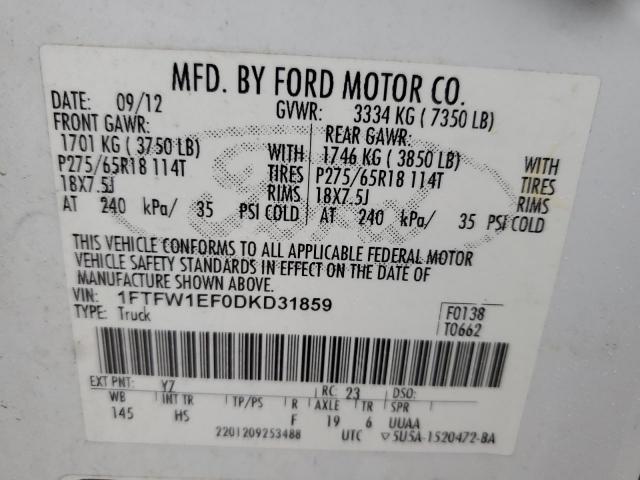 MFD. BY FORD MOTOR CO.
DATE: 09/12 GVWR: 3334 KG ( 7350 LB)
FRONT GAWR: REAR GAWR:
1701 KG ( 3750 LB) WITH 1746 KG ( 3850 LB) WITH
P275/65R18 114T TIRES P275/65R18 114T TIRES
18X7.5J RIMS 18X7.5J RIMS
AT 240 kPa/ 35 PSI COLD AT 240 kPa/ 35 PSI COLD
Ford
THIS VEHICLE CONFORMS TO ALL APPLICABLE FEDERAL MOTOR
VEHICLE SAFETY STANDARDS IN EFFECT ON THE DATE OF
MANUFACTURE SHOWN ABOVE.
VIN: 1FTFW1EF0DKD31859 F0138
TYPE: Truck T0662
EXT PNT: YZ RC: 23 DSO:
WB INT TR TP/PS R AXLE TR SPR
145 HS F 19 6 UUAA
2201209253488 UTC ▽5U5A-1520472-BA